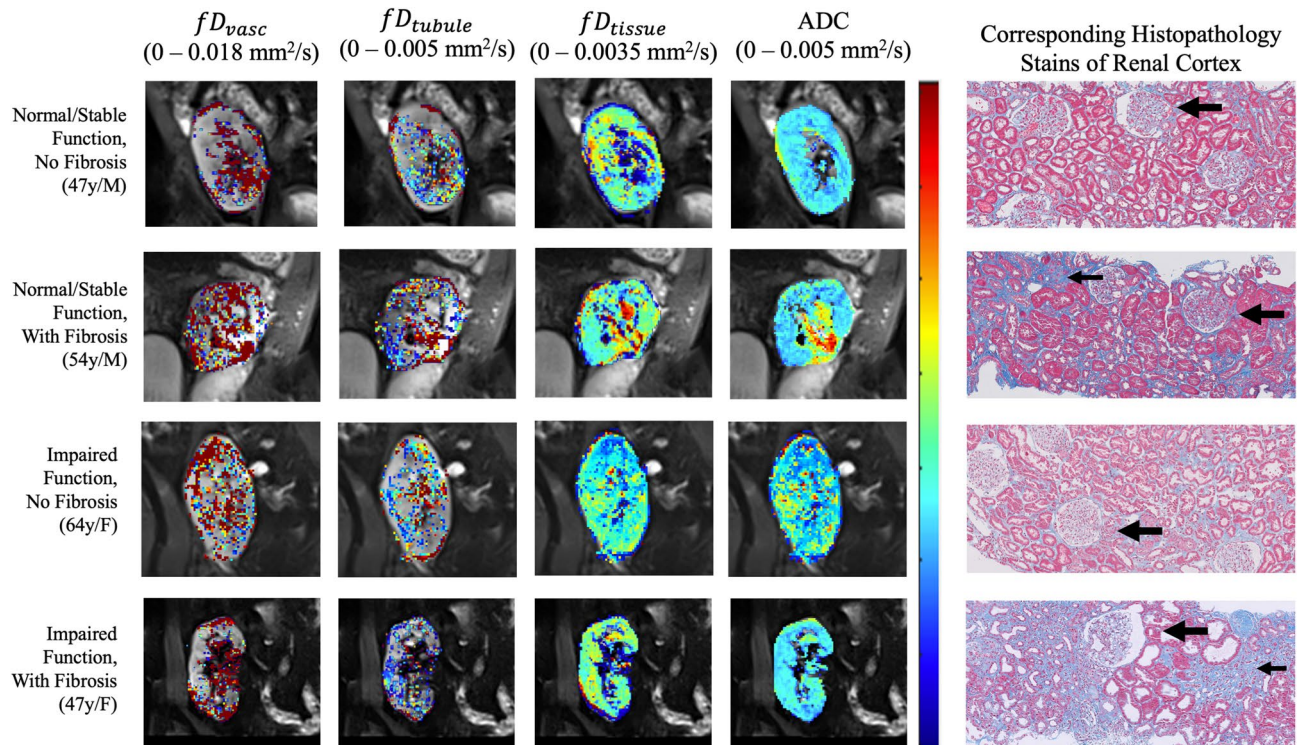 fD_vasc
(0 – 0.018 mm²/s)
fD_tubule
(0 – 0.005 mm²/s)
fD_tissue
(0 – 0.0035 mm²/s)
ADC
(0 – 0.005 mm²/s)
Corresponding Histopathology
Stains of Renal Cortex
Normal/Stable
Function,
No Fibrosis
(47y/M)
Normal/Stable
Function,
With Fibrosis
(54y/M)
Impaired
Function,
No Fibrosis
(64y/F)
Impaired
Function,
With Fibrosis
(47y/F)